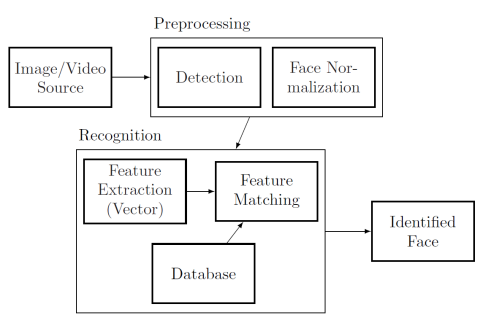 Preprocessing
Image/Video
Source
Detection
Face Nor-
malization
Recognition
Feature
Extraction
(Vector)
Feature
Matching
Database
Identified
Face